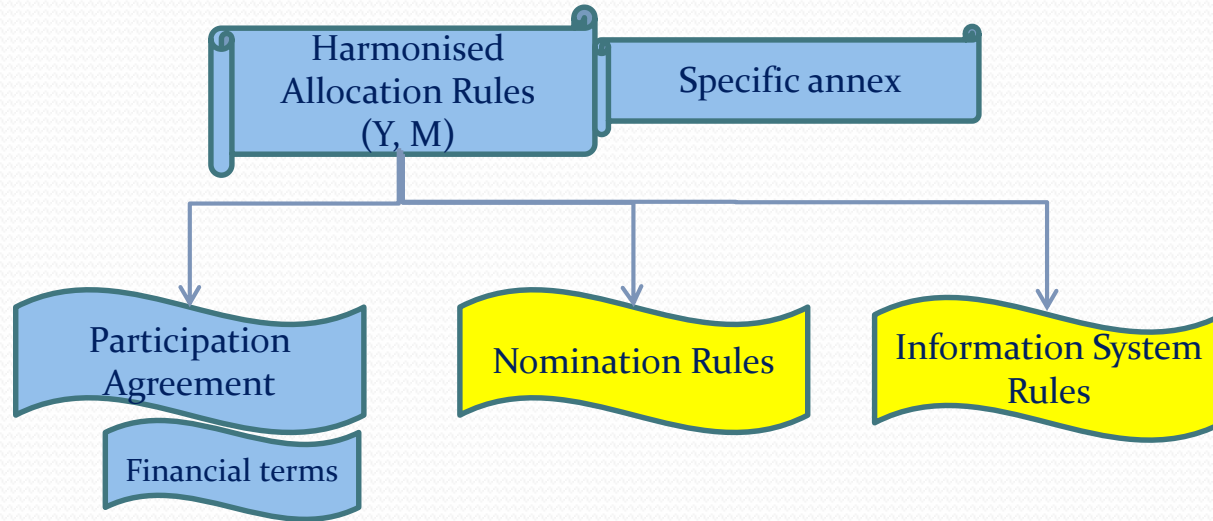 Harmonised
Allocation Rules
(Y, M)
Specific annex
Participation
Agreement
Financial terms
Nomination Rules
Information System
Rules